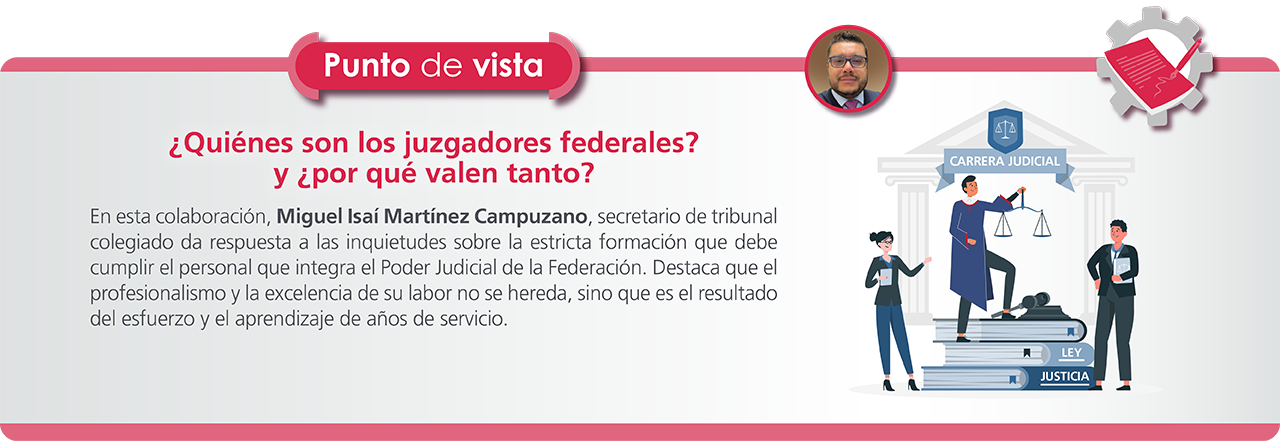 Punto de vista
¿Quiénes son los juzgadores federales?
y ¿por qué valen tanto?
En esta colaboración, Miguel Isaí Martínez Campuzano, secretario de tribunal
colegiado da respuesta a las inquietudes sobre la estricta formación que debe
cumplir el personal que integra el Poder Judicial de la Federación. Destaca que el
profesionalismo y la excelencia de su labor no se hereda, sino que es el resultado
del esfuerzo y el aprendizaje de años de servicio.
CARRERA JUDICIAL
LEY
JUSTICIA